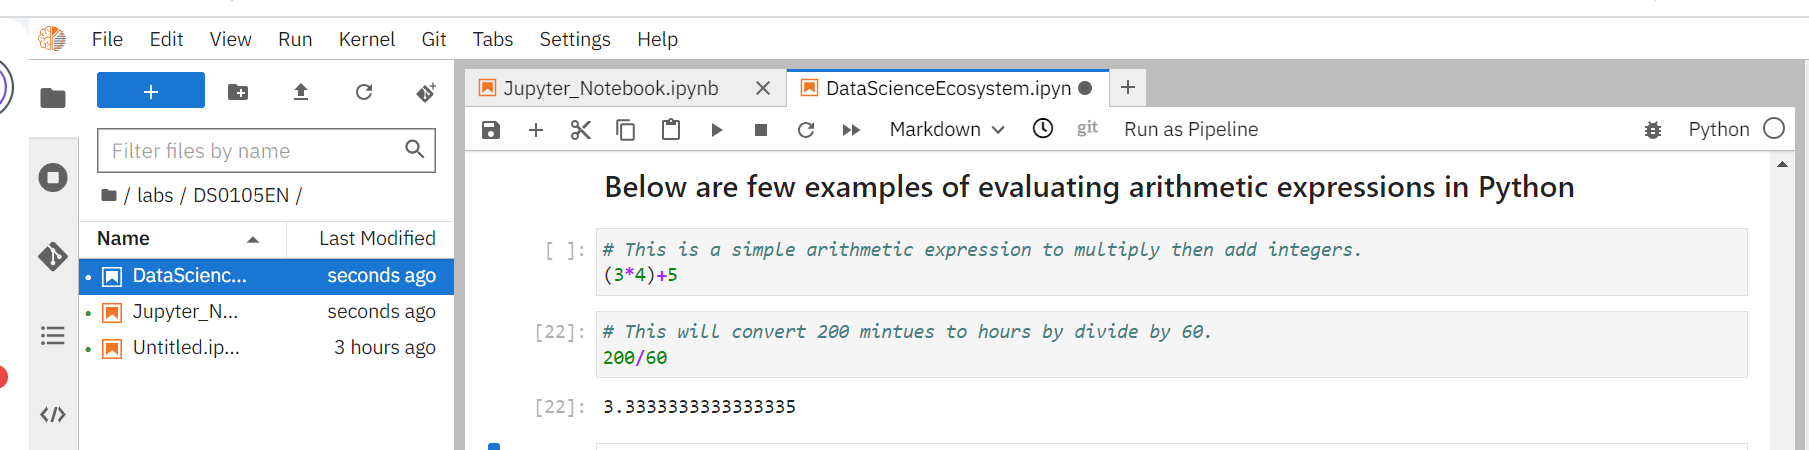 File Edit View Run Kernel Git Tabs Settings Help
+
Filter files by name
/ labs / DS0105EN /
Name Last Modified
DataScienc... seconds ago
Jupyter_N... seconds ago
Untitled.ip... 3 hours ago
Jupyter_Notebook.ipynb DataScienceEcosystem.ipyn +
Markdown git Run as Pipeline Python
Below are few examples of evaluating arithmetic expressions in Python
[ ]: # This is a simple arithmetic expression to multiply then add integers.
(3*4)+5
[22]: # This will convert 200 mintues to hours by divide by 60.
200/60
[22]: 3.3333333333333335